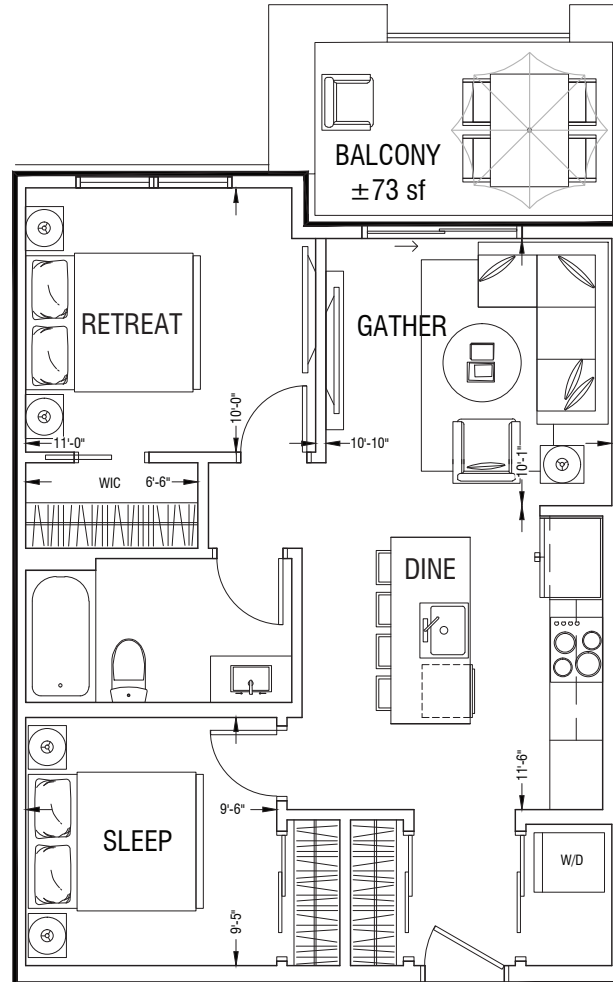 BALCONY
±73 sf
RETREAT
GATHER
10'-0"
11'-0"
10'-10"
10'-1"
WIC
6'-6"
DINE
11'-6"
9'-6"
SLEEP
W/D
9'-5"